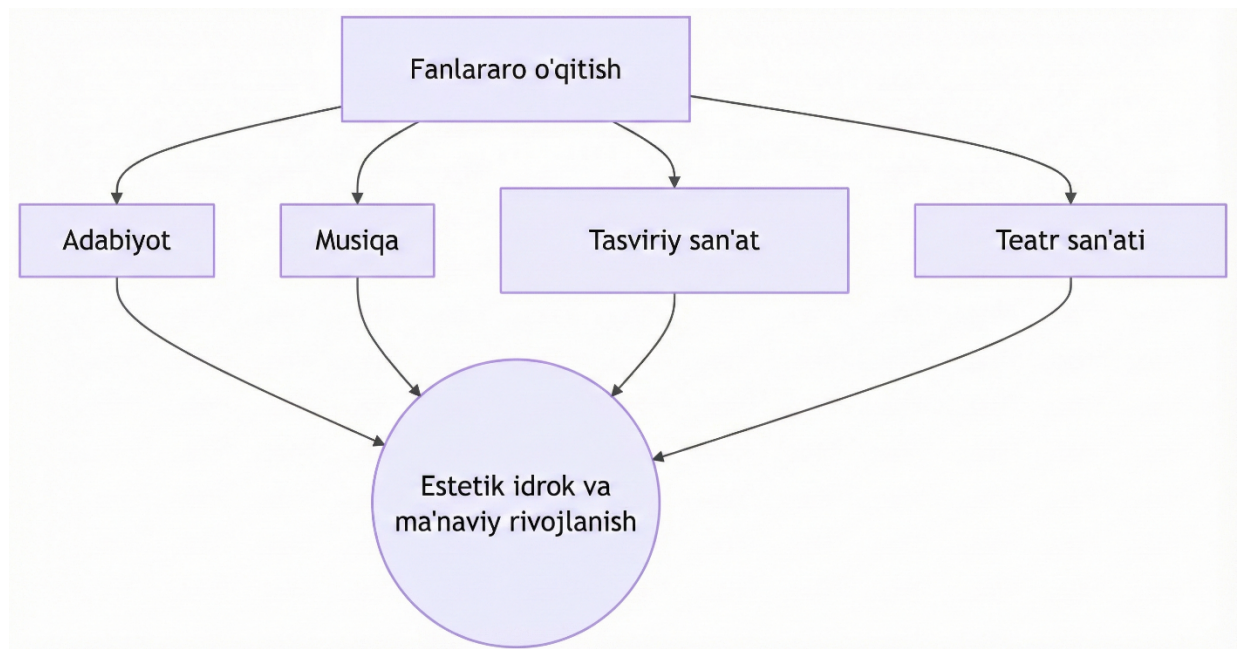 Fanlararo o'qitish
Adabiyot
Musiqa
Tasviriy san'at
Teatr san'ati
Estetik idrok va
ma'naviy rivojlanish